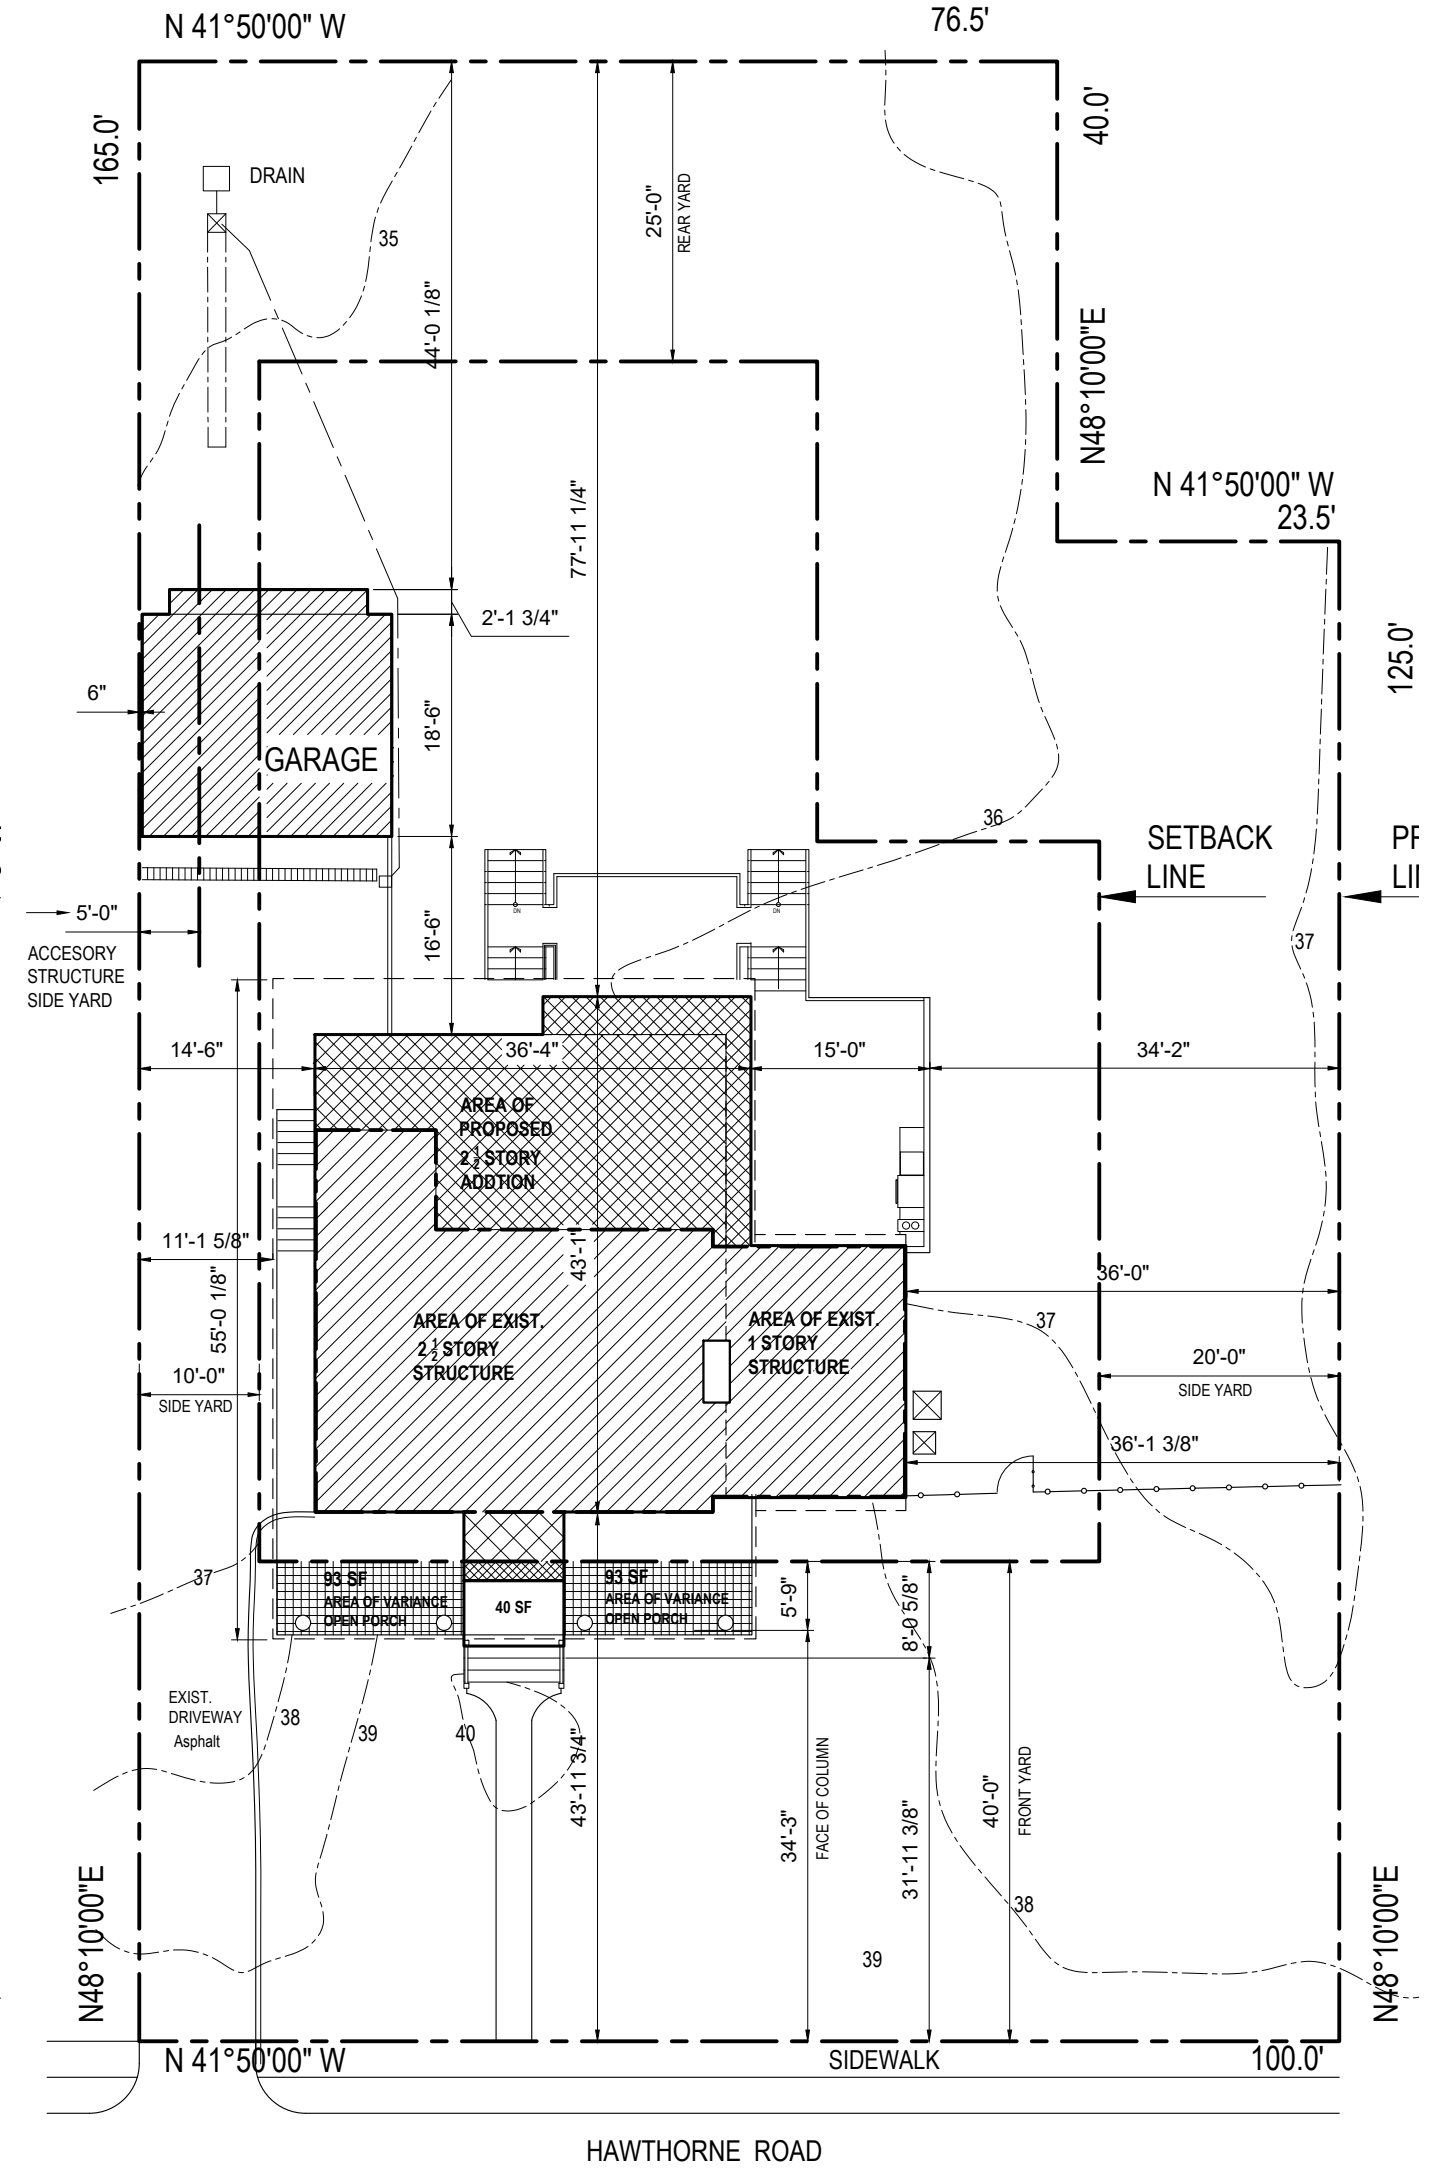 N 41°50'00" W
76.5'
165.0'
40.0'
DRAIN
25'-0"
REAR YARD
35
44'-0 1/8"
N48°10'00"E
N 41°50'00" W
23.5'
77'-11 1/4"
2'-1 3/4"
125.0'
6"
18'-6"
GARAGE
36
SETBACK
LINE
5'-0"
ACCESORY
STRUCTURE
SIDE YARD
16'-6"
DN
DN
37
14'-6"
36'-4"
15'-0"
34'-2"
AREA OF
PROPOSED
2 1/2 STORY
ADDTION
11'-1 5/8"
55'-0 1/8"
43'-1"
36'-0"
AREA OF EXIST.
2 1/2 STORY
STRUCTURE
AREA OF EXIST.
1 STORY
STRUCTURE
37
10'-0"
SIDE YARD
20'-0"
SIDE YARD
36'-1 3/8"
37
93 SF
AREA OF VARIANCE
OPEN PORCH
40 SF
93 SF
AREA OF VARIANCE
OPEN PORCH
5'-9"
8'-0 5/8"
EXIST.
DRIVEWAY
Asphalt
38
39
40
43'-11 3/4"
34'-3"
FACE OF COLUMN
31'-11 3/8"
40'-0"
FRONT YARD
38
39
N48°10'00"E
N48°10'00"E
N 41°50'00" W
SIDEWALK
100.0'
HAWTHORNE ROAD